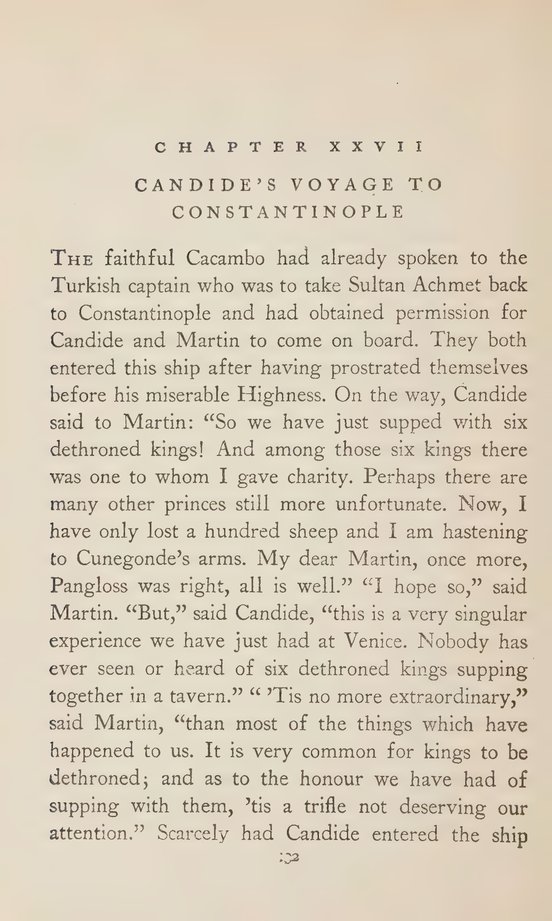 CHAPTER XXVII
CANDIDE'S VOYAGE TO
CONSTANTINOPLE
THE faithful Cacambo had already spoken to the
Turkish captain who was to take Sultan Achmet back
to Constantinople and had obtained permission for
Candide and Martin to come on board. They both
entered this ship after having prostrated themselves
before his miserable Highness. On the way, Candide
said to Martin: “So we have just supped with six
dethroned kings! And among those six kings there
was one to whom I gave charity. Perhaps there are
many other princes still more unfortunate. Now, I
have only lost a hundred sheep and I am hastening
to Cunegonde's arms. My dear Martin, once more,
Pangloss was right, all is well.” “I hope so,” said
Martin. “But,” said Candide, “this is a very singular
experience we have just had at Venice. Nobody has
ever seen or heard of six dethroned kings supping
together in a tavern.” “ 'Tis no more extraordinary,”
said Martin, “than most of the things which have
happened to us. It is very common for kings to be
dethroned; and as to the honour we have had of
supping with them, 'tis a trifle not deserving our
attention.” Scarcely had Candide entered the ship